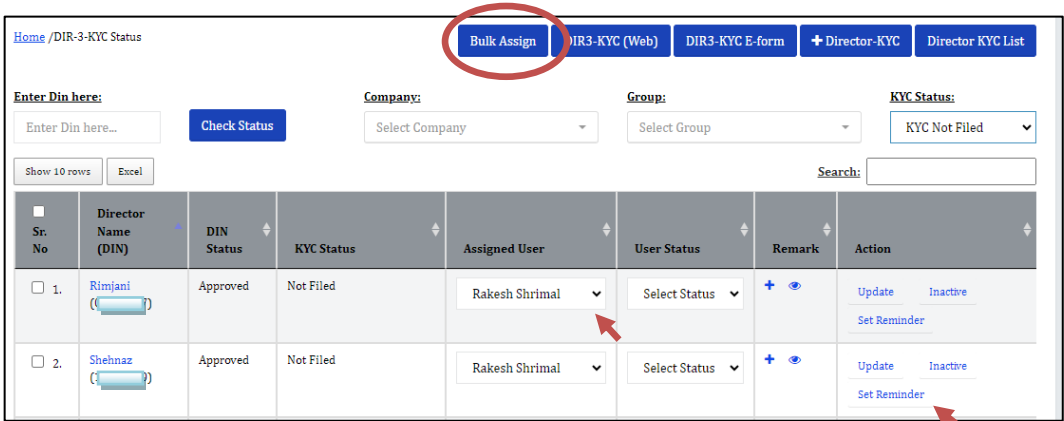 Home /DIR-3-KYC Status
Bulk Assign DIR3-KYC (Web) DIR3-KYC E-form + Director-KYC Director KYC List
Enter Din here: Company: Group: KYC Status:
Enter Din here... Check Status Select Company Select Group KYC Not Filed
Show 10 rows Excel Search:
Sr. No Director Name (DIN) DIN Status KYC Status Assigned User User Status Remark Action
1. Rimjani Approved Not Filed Rakesh Shrimal Select Status Update Inactive
Set Reminder
2. Shehnaz Approved Not Filed Rakesh Shrimal Select Status Update Inactive
Set Reminder